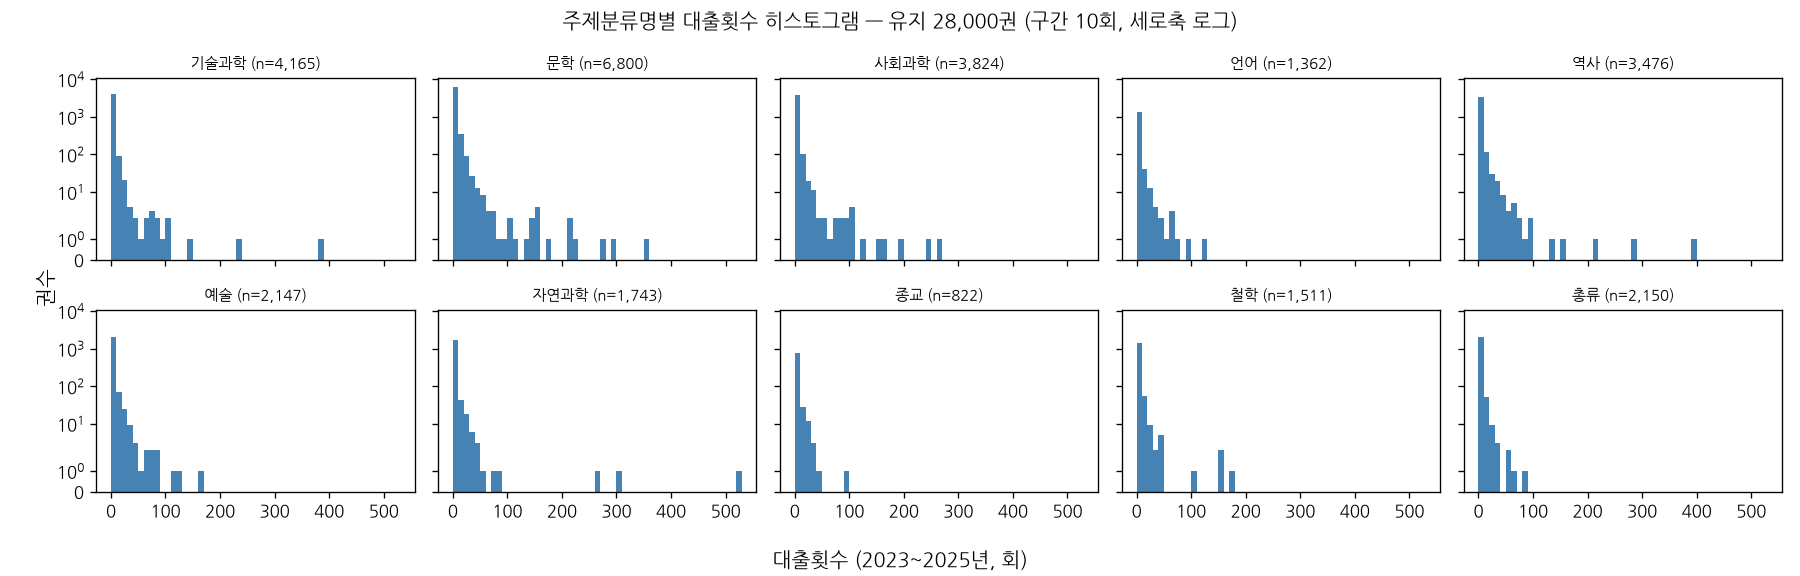 주제분류명별 대출횟수 히스토그램 — 유지 28,000권 (구간 10회, 세로축 로그)
기술과학 (n=4,165) 문학 (n=6,800) 사회과학 (n=3,824) 언어 (n=1,362) 역사 (n=3,476)
10⁴
10³
10²
10¹
10⁰
0
0 100 200 300 400 500
권수
예술 (n=2,147) 자연과학 (n=1,743) 종교 (n=822) 철학 (n=1,511) 총류 (n=2,150)
10⁴
10³
10²
10¹
10⁰
0
0 100 200 300 400 500 0 100 200 300 400 500 0 100 200 300 400 500 0 100 200 300 400 500 0 100 200 300 400 500
대출횟수 (2023~2025년, 회)